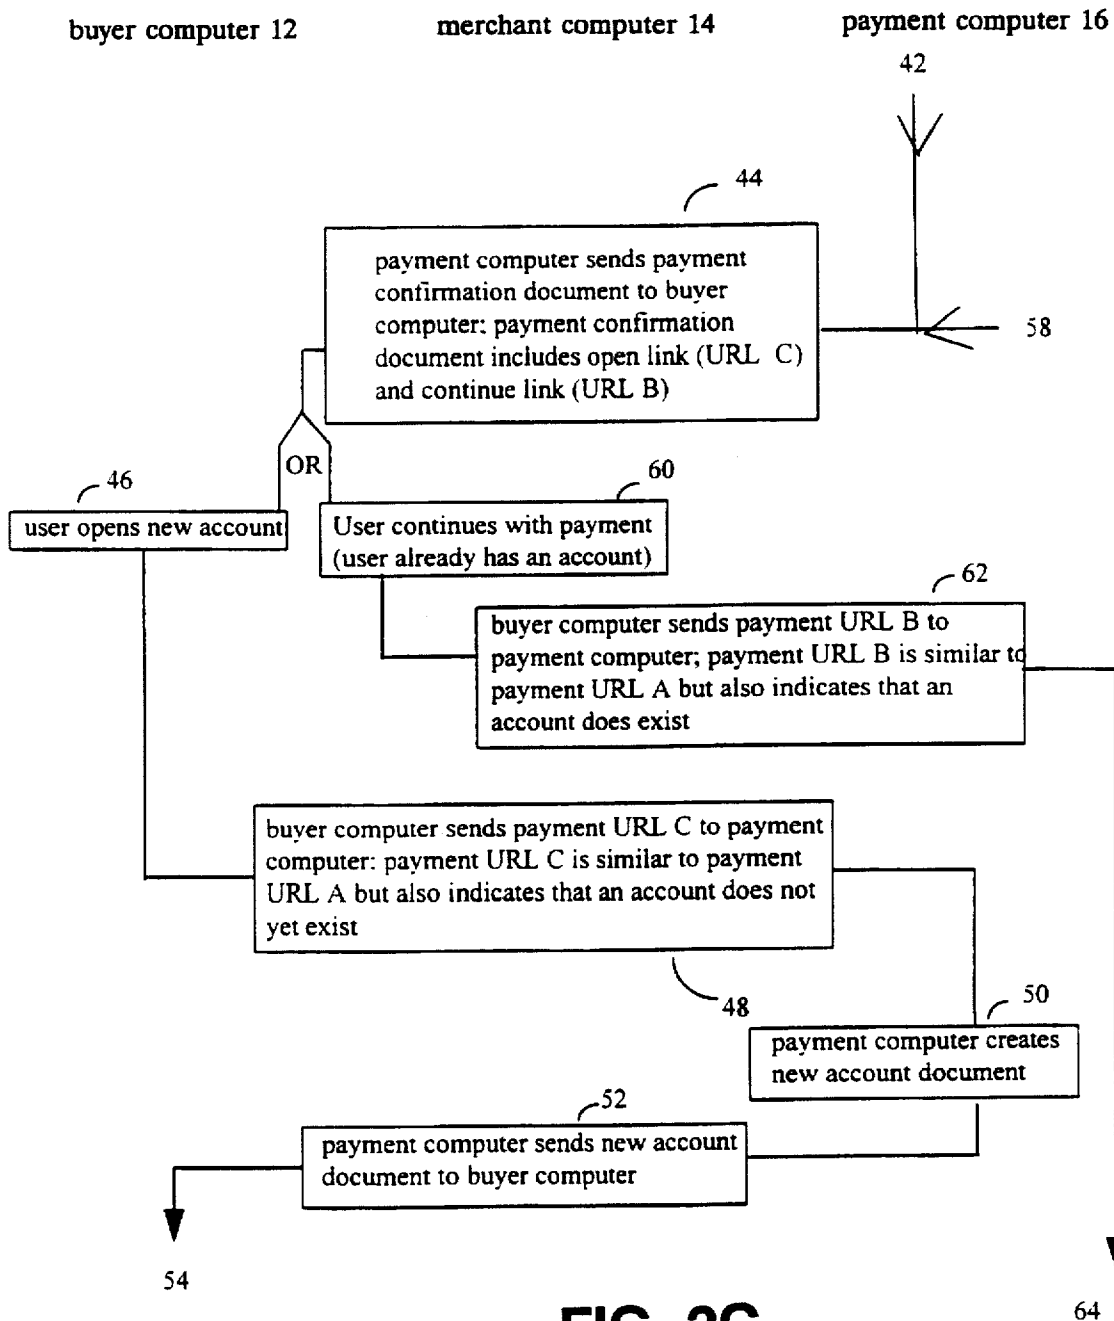 buyer computer 12 merchant computer 14 payment computer 16
42
44
payment computer sends payment
confirmation document to buyer
computer: payment confirmation
document includes open link (URL C)
and continue link (URL B)
58
OR
46
user opens new account
60
User continues with payment
(user already has an account)
62
buyer computer sends payment URL B to
payment computer; payment URL B is similar to
payment URL A but also indicates that an
account does exist
buyer computer sends payment URL C to payment
computer: payment URL C is similar to payment
URL A but also indicates that an account does not
yet exist
48
50
payment computer creates
new account document
52
payment computer sends new account
document to buyer computer
54
64